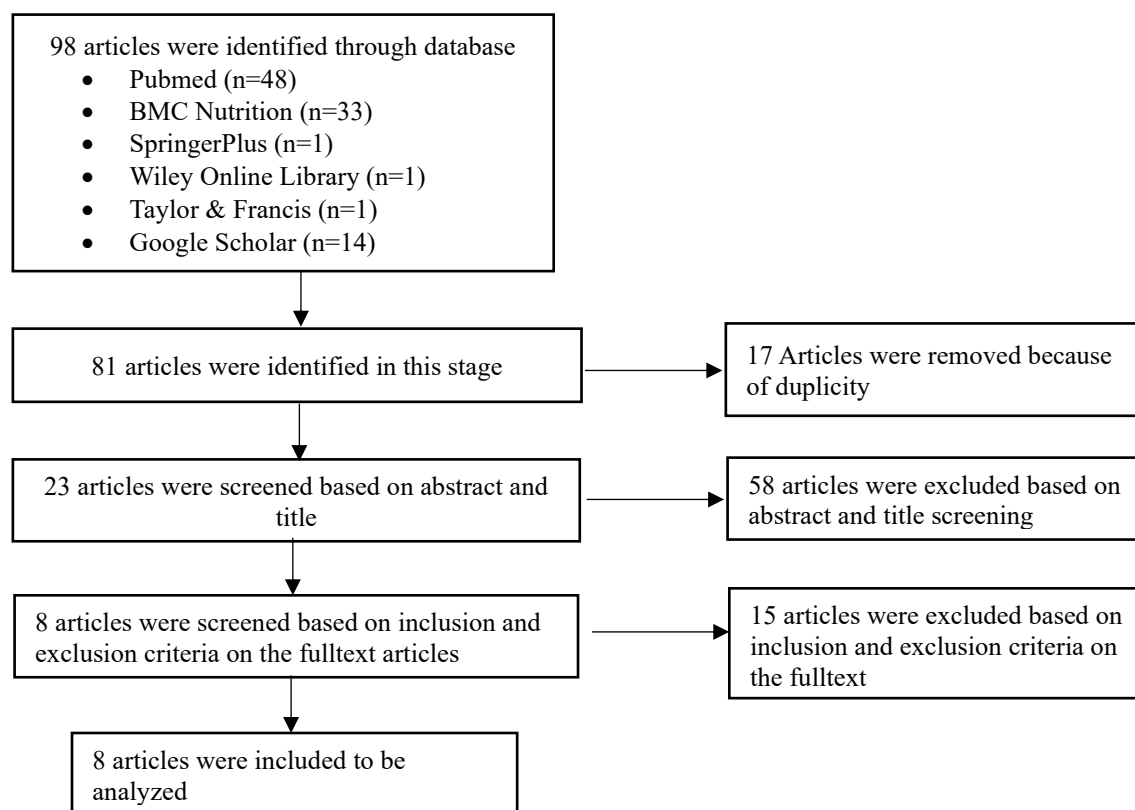 98 articles were identified through database
• Pubmed (n=48)
• BMC Nutrition (n=33)
• SpringerPlus (n=1)
• Wiley Online Library (n=1)
• Taylor & Francis (n=1)
• Google Scholar (n=14)
81 articles were identified in this stage
17 Articles were removed because
of duplicity
23 articles were screened based on abstract and
title
58 articles were excluded based on
abstract and title screening
8 articles were screened based on inclusion and
exclusion criteria on the fulltext articles
15 articles were excluded based on
inclusion and exclusion criteria on
the fulltext
8 articles were included to be
analyzed